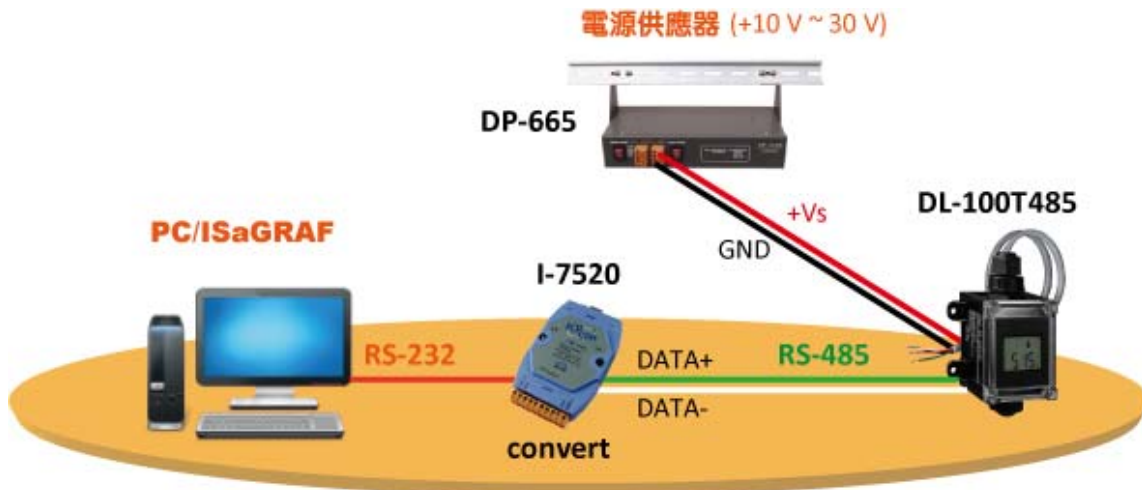 電源供應器 (+10 V ~ 30 V)
DP-665
DL-100T485
+Vs
GND
PC/ISaGRAF
I-7520
RS-232
DATA+
RS-485
DATA-
convert